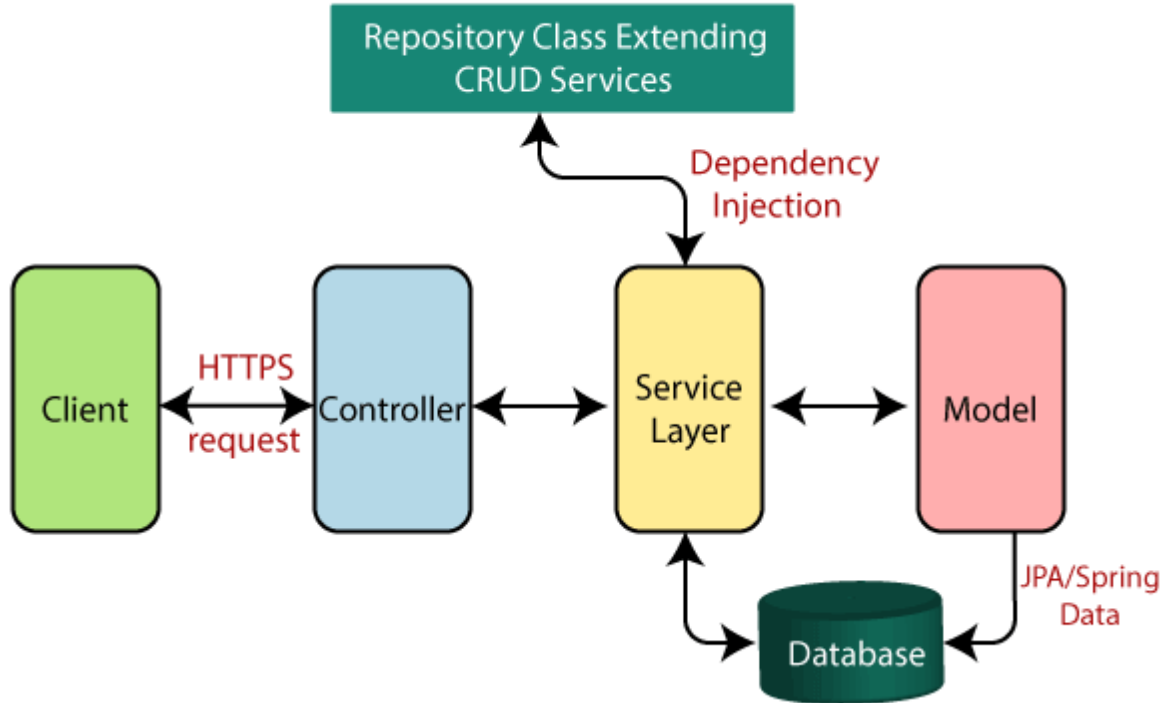 Repository Class Extending
CRUD Services
Dependency
Injection
HTTPS
request
Client
Controller
Service
Layer
Model
JPA/Spring
Data
Database